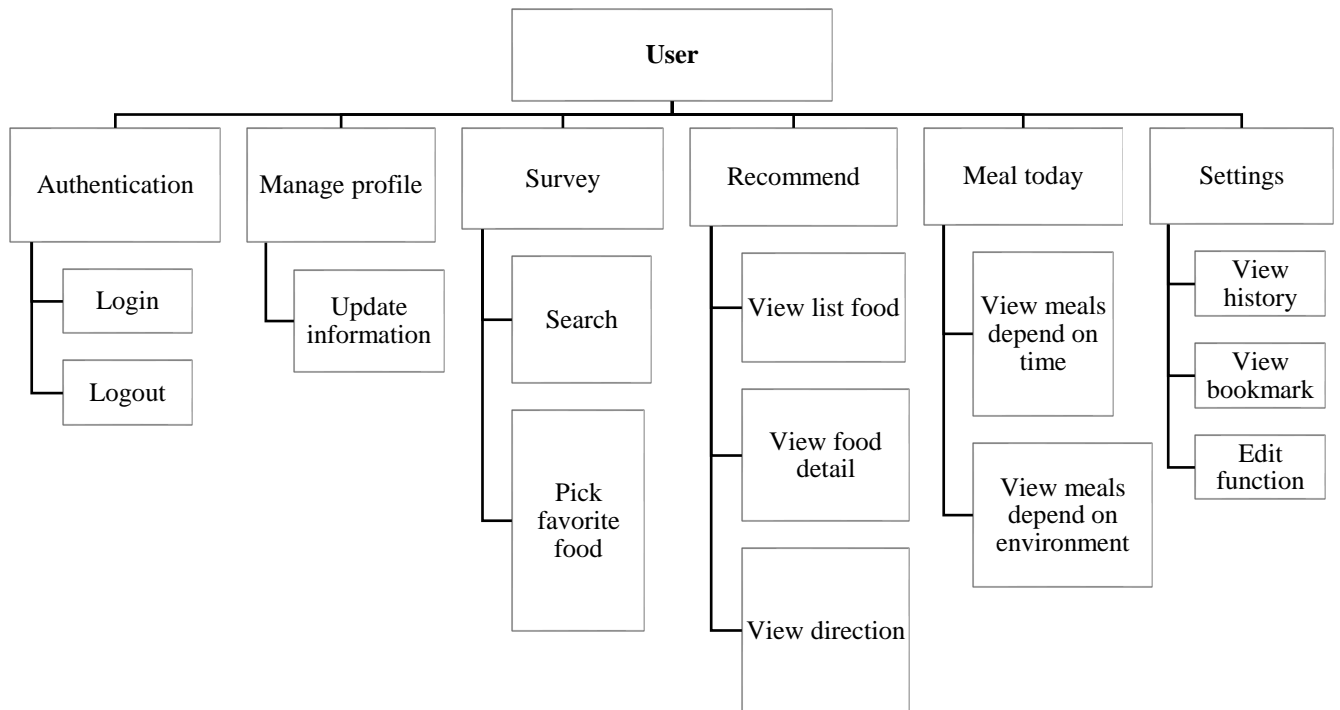 User
Authentication
Manage profile
Survey
Recommend
Meal today
Settings
Login
Logout
Update
information
Search
Pick
favorite
food
View list food
View food
detail
View direction
View meals
depend on
time
View meals
depend on
environment
View
history
View
bookmark
Edit
function